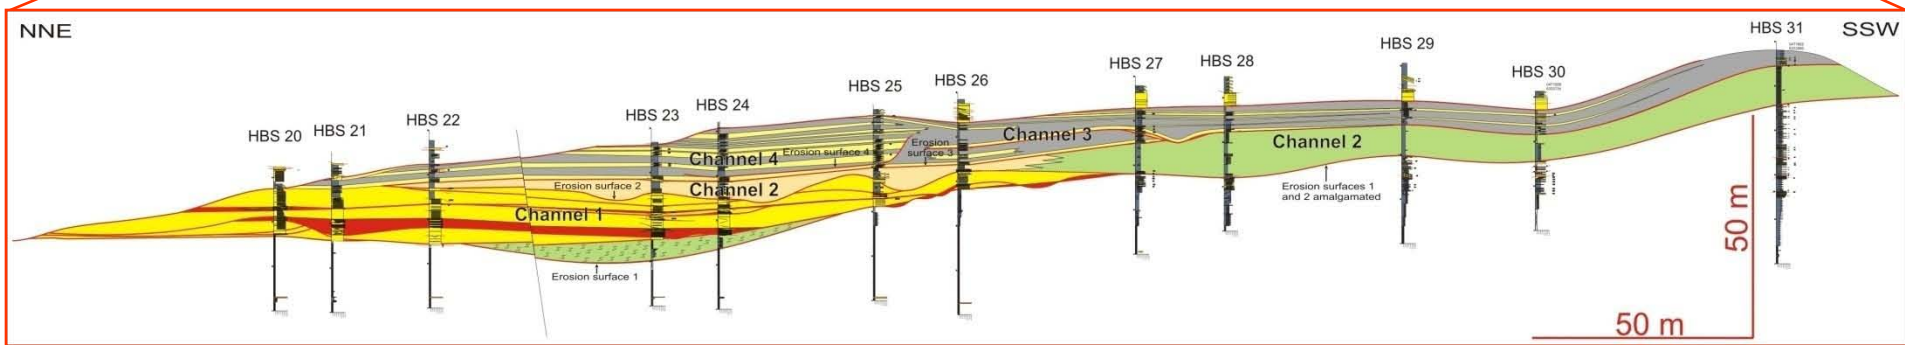 NNE
SSW
HBS 20
HBS 21
HBS 22
HBS 23
HBS 24
HBS 25
HBS 26
HBS 27
HBS 28
HBS 29
HBS 30
HBS 31
Channel 4
Erosion surface 4
Erosion
surface 3
Channel 3
Channel 2
Erosion surface 2
Channel 2
Channel 1
Erosion surface 1
Erosion surfaces 1
and 2 amalgamated
50 m
50 m